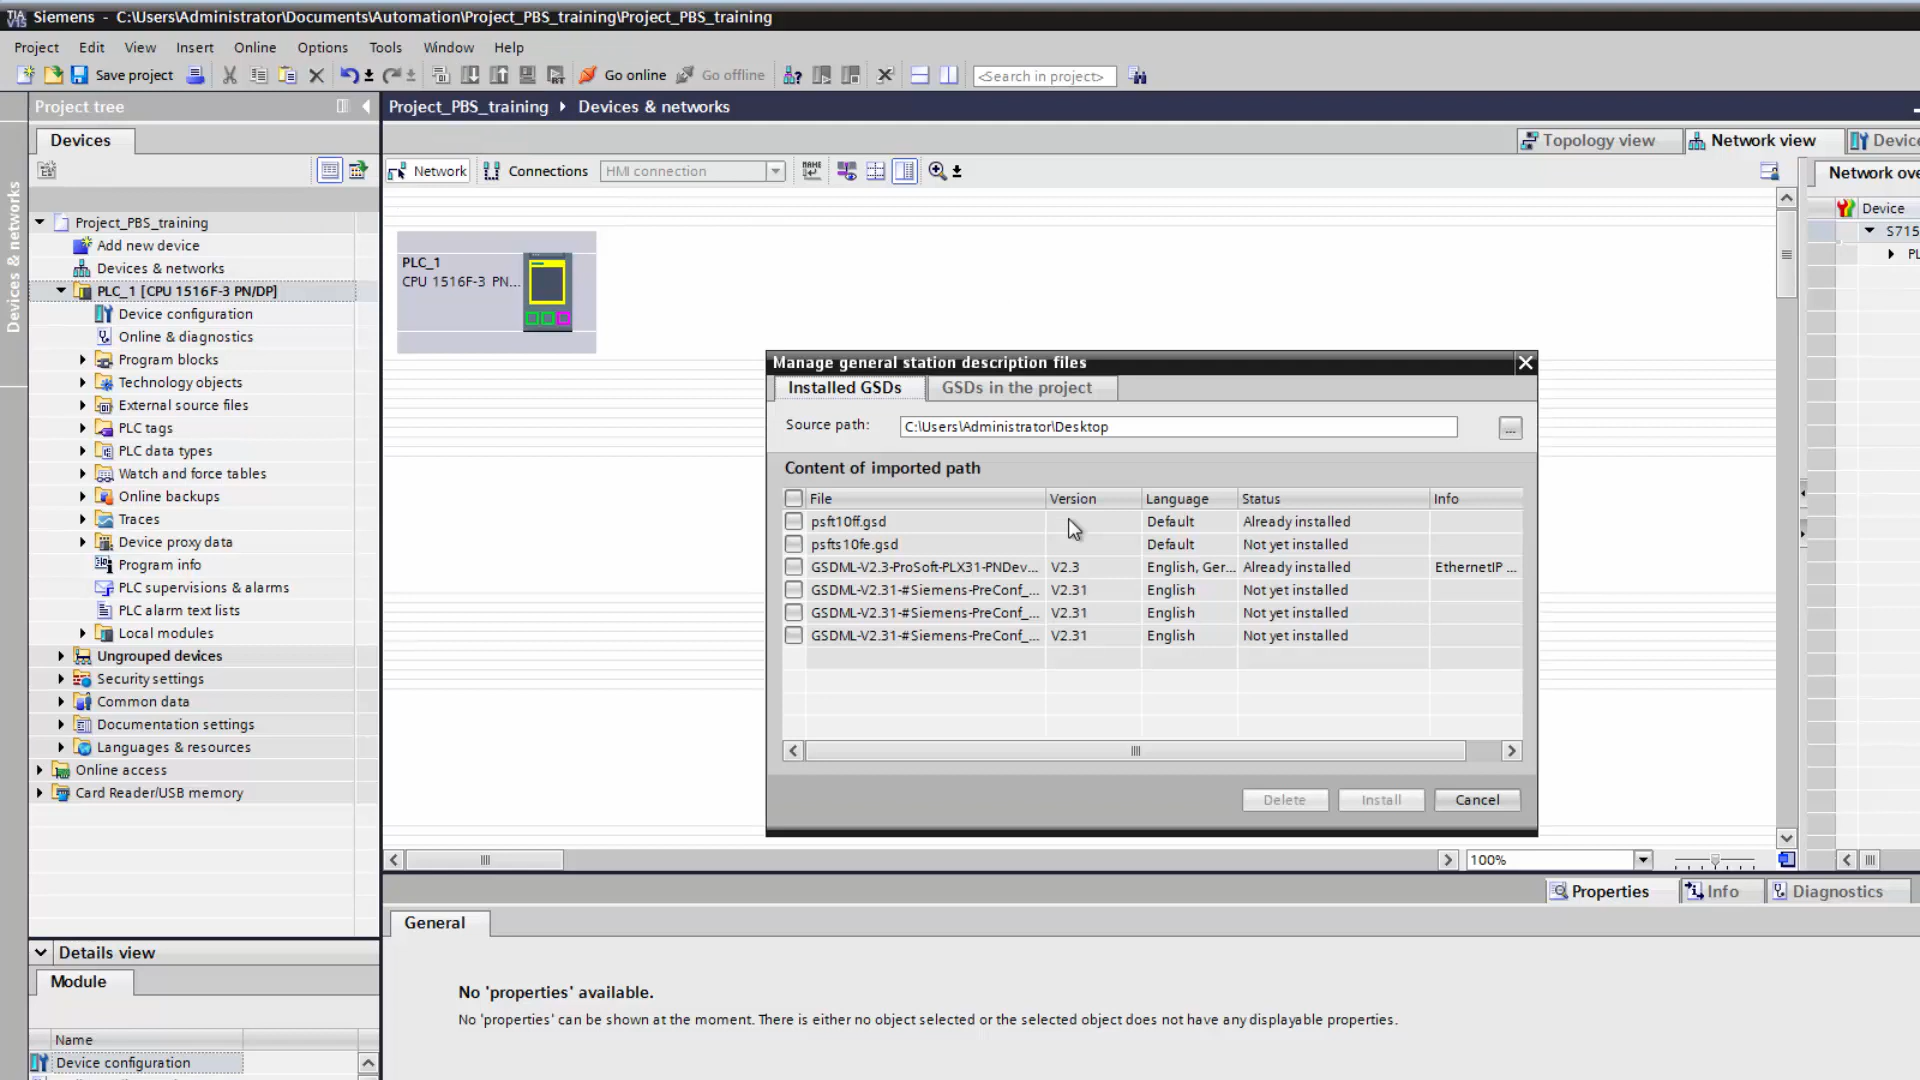 TIA V15 Siemens - C:\Users\Administrator\Documents\Automation\Project_PBS_training\Project_PBS_training
Project Edit View Insert Online Options Tools Window Help
Save project Go online Go offline <Search in project>
Project tree
Project_PBS_training Devices & networks
Devices
Topology view Network view Device
Network Connections HMI connection
Network ove
Devices & networks
Device
S715
PL
Project_PBS_training
Add new device
Devices & networks
PLC_1 [CPU 1516F-3 PN/DP]
Device configuration
Online & diagnostics
Program blocks
Technology objects
External source files
PLC tags
PLC data types
Watch and force tables
Online backups
Traces
Device proxy data
Program info
PLC supervisions & alarms
PLC alarm text lists
Local modules
Ungrouped devices
Security settings
Common data
Documentation settings
Languages & resources
Online access
Card Reader/USB memory
PLC_1
CPU 1516F-3 PN...
Manage general station description files
Installed GSDs GSDs in the project
Source path: C:\Users\Administrator\Desktop ...
Content of imported path
File Version Language Status Info
psft10ff.gsd Default Already installed
psfts10fe.gsd Default Not yet installed
GSDML-V2.3-ProSoft-PLX31-PNDev... V2.3 English, Ger... Already installed EthernetIP ...
GSDML-V2.31-#Siemens-PreConf_... V2.31 English Not yet installed
GSDML-V2.31-#Siemens-PreConf_... V2.31 English Not yet installed
GSDML-V2.31-#Siemens-PreConf_... V2.31 English Not yet installed
Delete Install Cancel
100%
Properties Info Diagnostics
General
No 'properties' available.
No 'properties' can be shown at the moment. There is either no object selected or the selected object does not have any displayable properties.
Details view
Module
Name
Device configuration